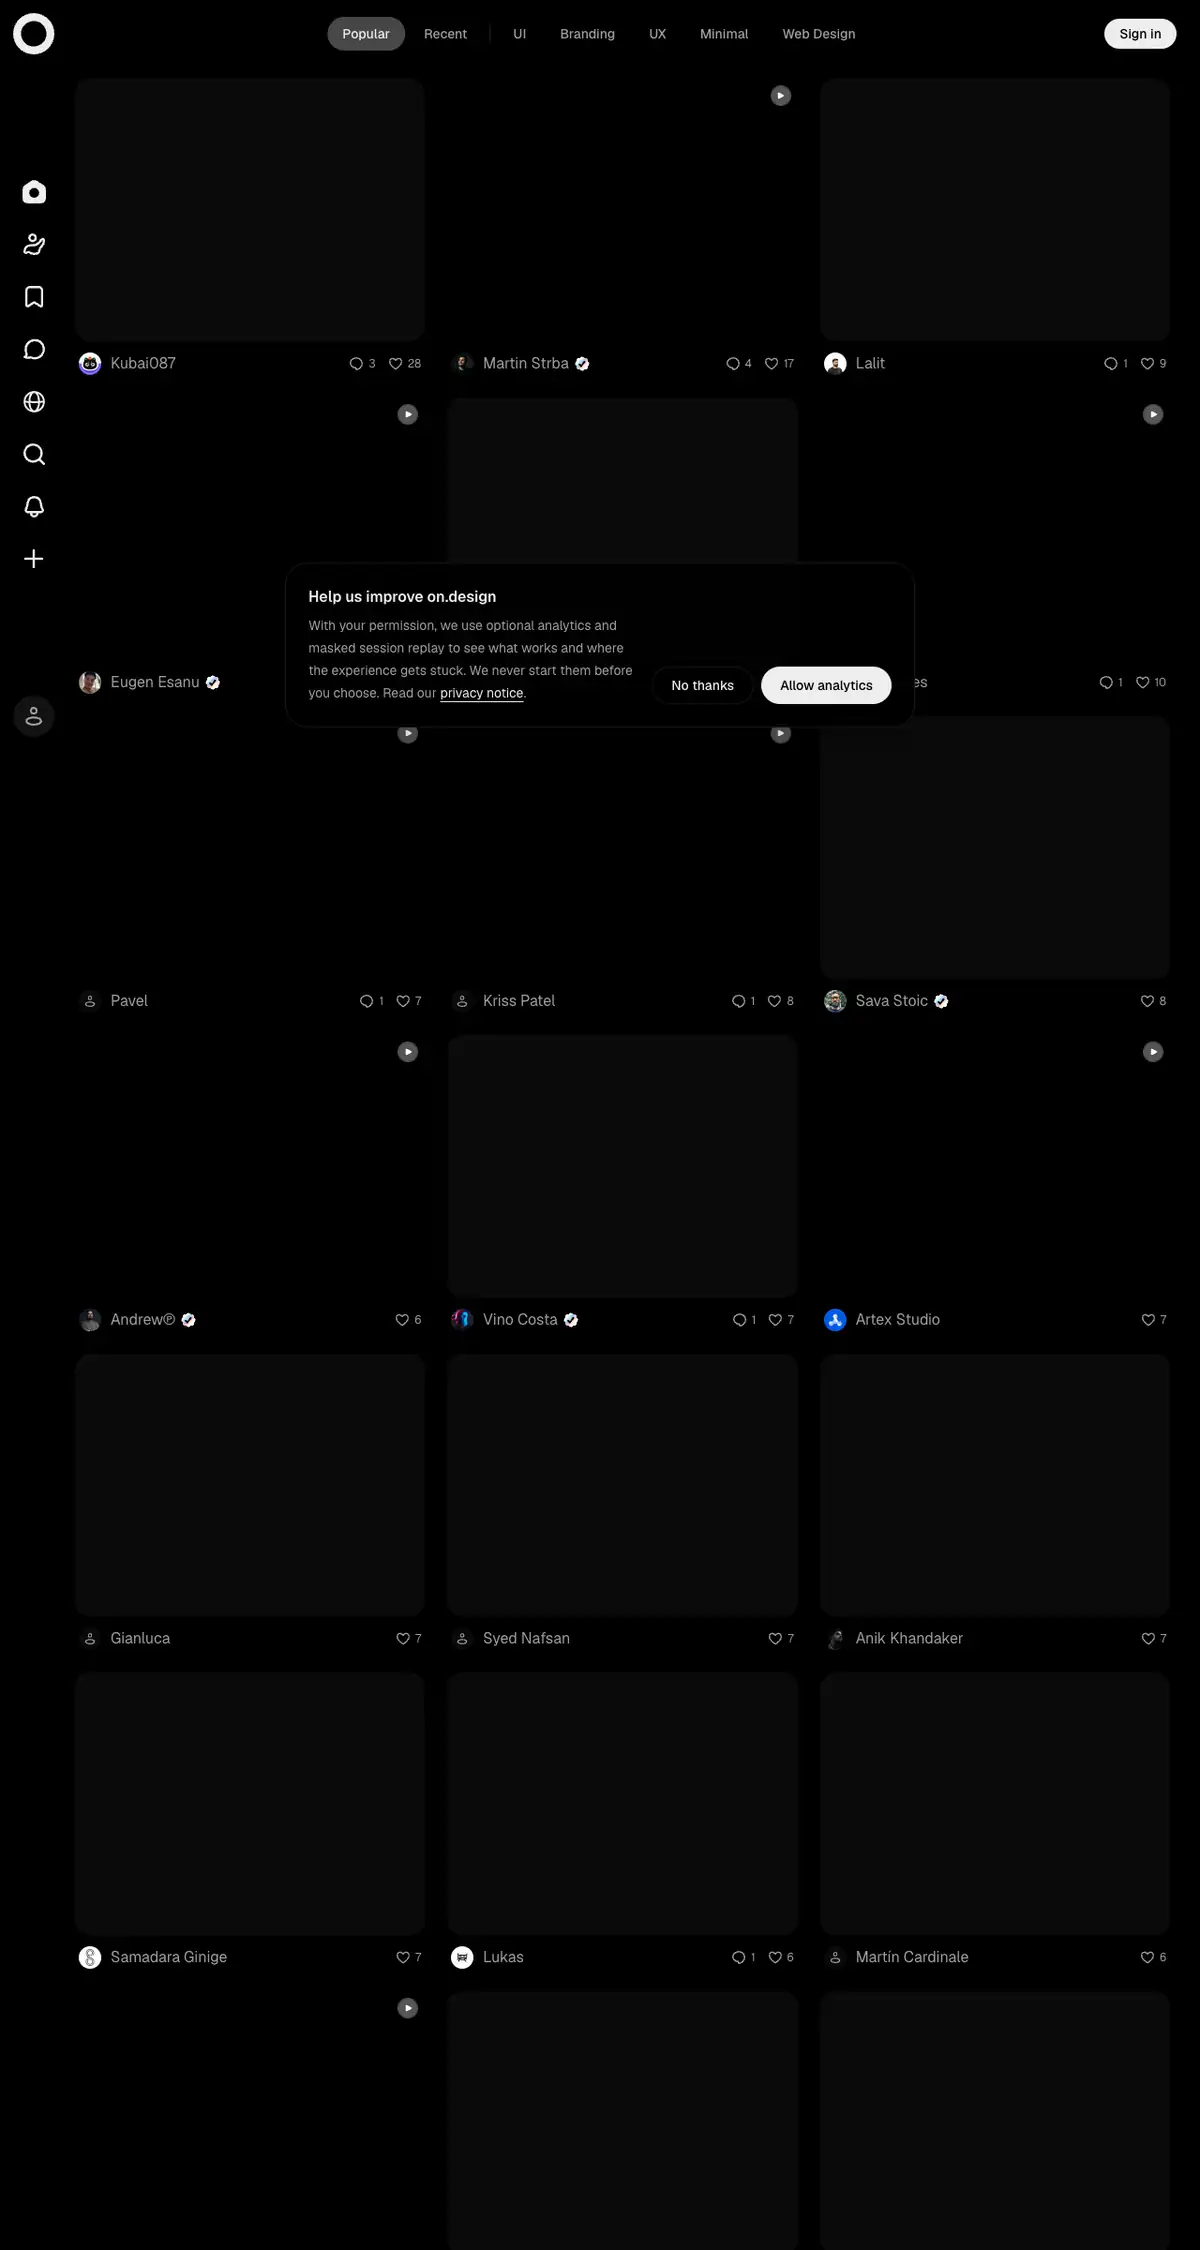 Popular Recent UI Branding UX Minimal Web Design Sign in
Kubai087 3 28 Martin Strba 4 17 Lalit 1 9
Help us improve on.design
With your permission, we use optional analytics and
masked session replay to see what works and where
the experience gets stuck. We never start them before
you choose. Read our privacy notice.
No thanks Allow analytics
Eugen Esanu es 1 10
Pavel 1 7 Kriss Patel 1 8 Sava Stoic 8
Andrew℗ 6 Vino Costa 1 7 Artex Studio 7
Gianluca 7 Syed Nafsan 7 Anik Khandaker 7
Samadara Ginige 7 Lukas 1 6 Martín Cardinale 6